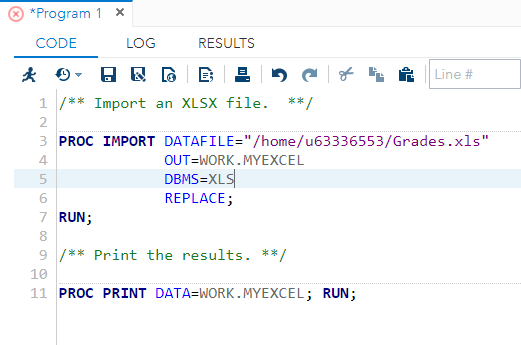 *Program 1 ×
CODE LOG RESULTS
Line #
1 /** Import an XLSX file.  **/
2
3 PROC IMPORT DATAFILE="/home/u63336553/Grades.xls"
4             OUT=WORK.MYEXCEL
5             DBMS=XLS
6             REPLACE;
7 RUN;
8
9 /** Print the results. **/
10
11 PROC PRINT DATA=WORK.MYEXCEL; RUN;